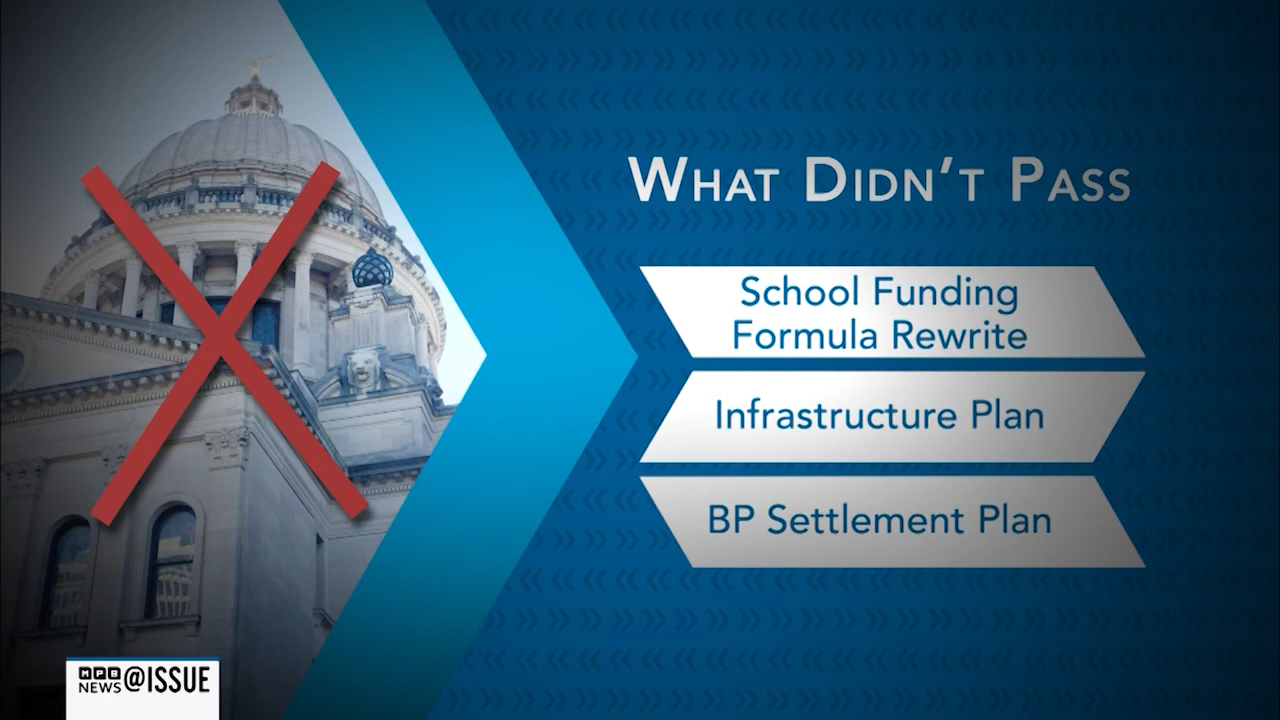 What Didn't Pass
School Funding
Formula Rewrite
Infrastructure Plan
BP Settlement Plan
MPB
NEWS @ISSUE